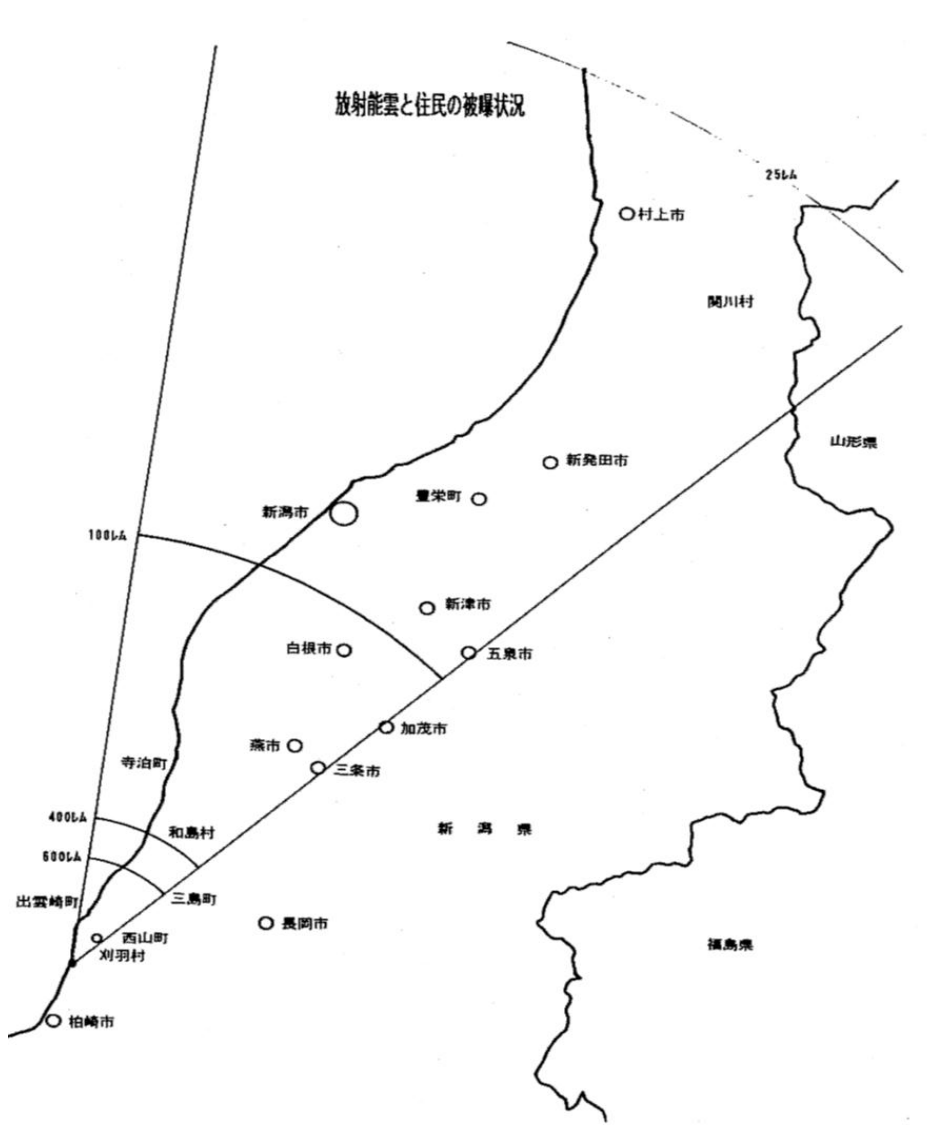 放射能雲と住民の被曝状況
25レム
村上市
関川村
山形県
新発田市
豊栄町
新潟市
100レム
新津市
白根市
五泉市
加茂市
燕市
寺泊町
三条市
400レム
和島村
新 潟 県
600レム
出雲崎町
三島町
長岡市
西山町
福島県
刈羽村
柏崎市